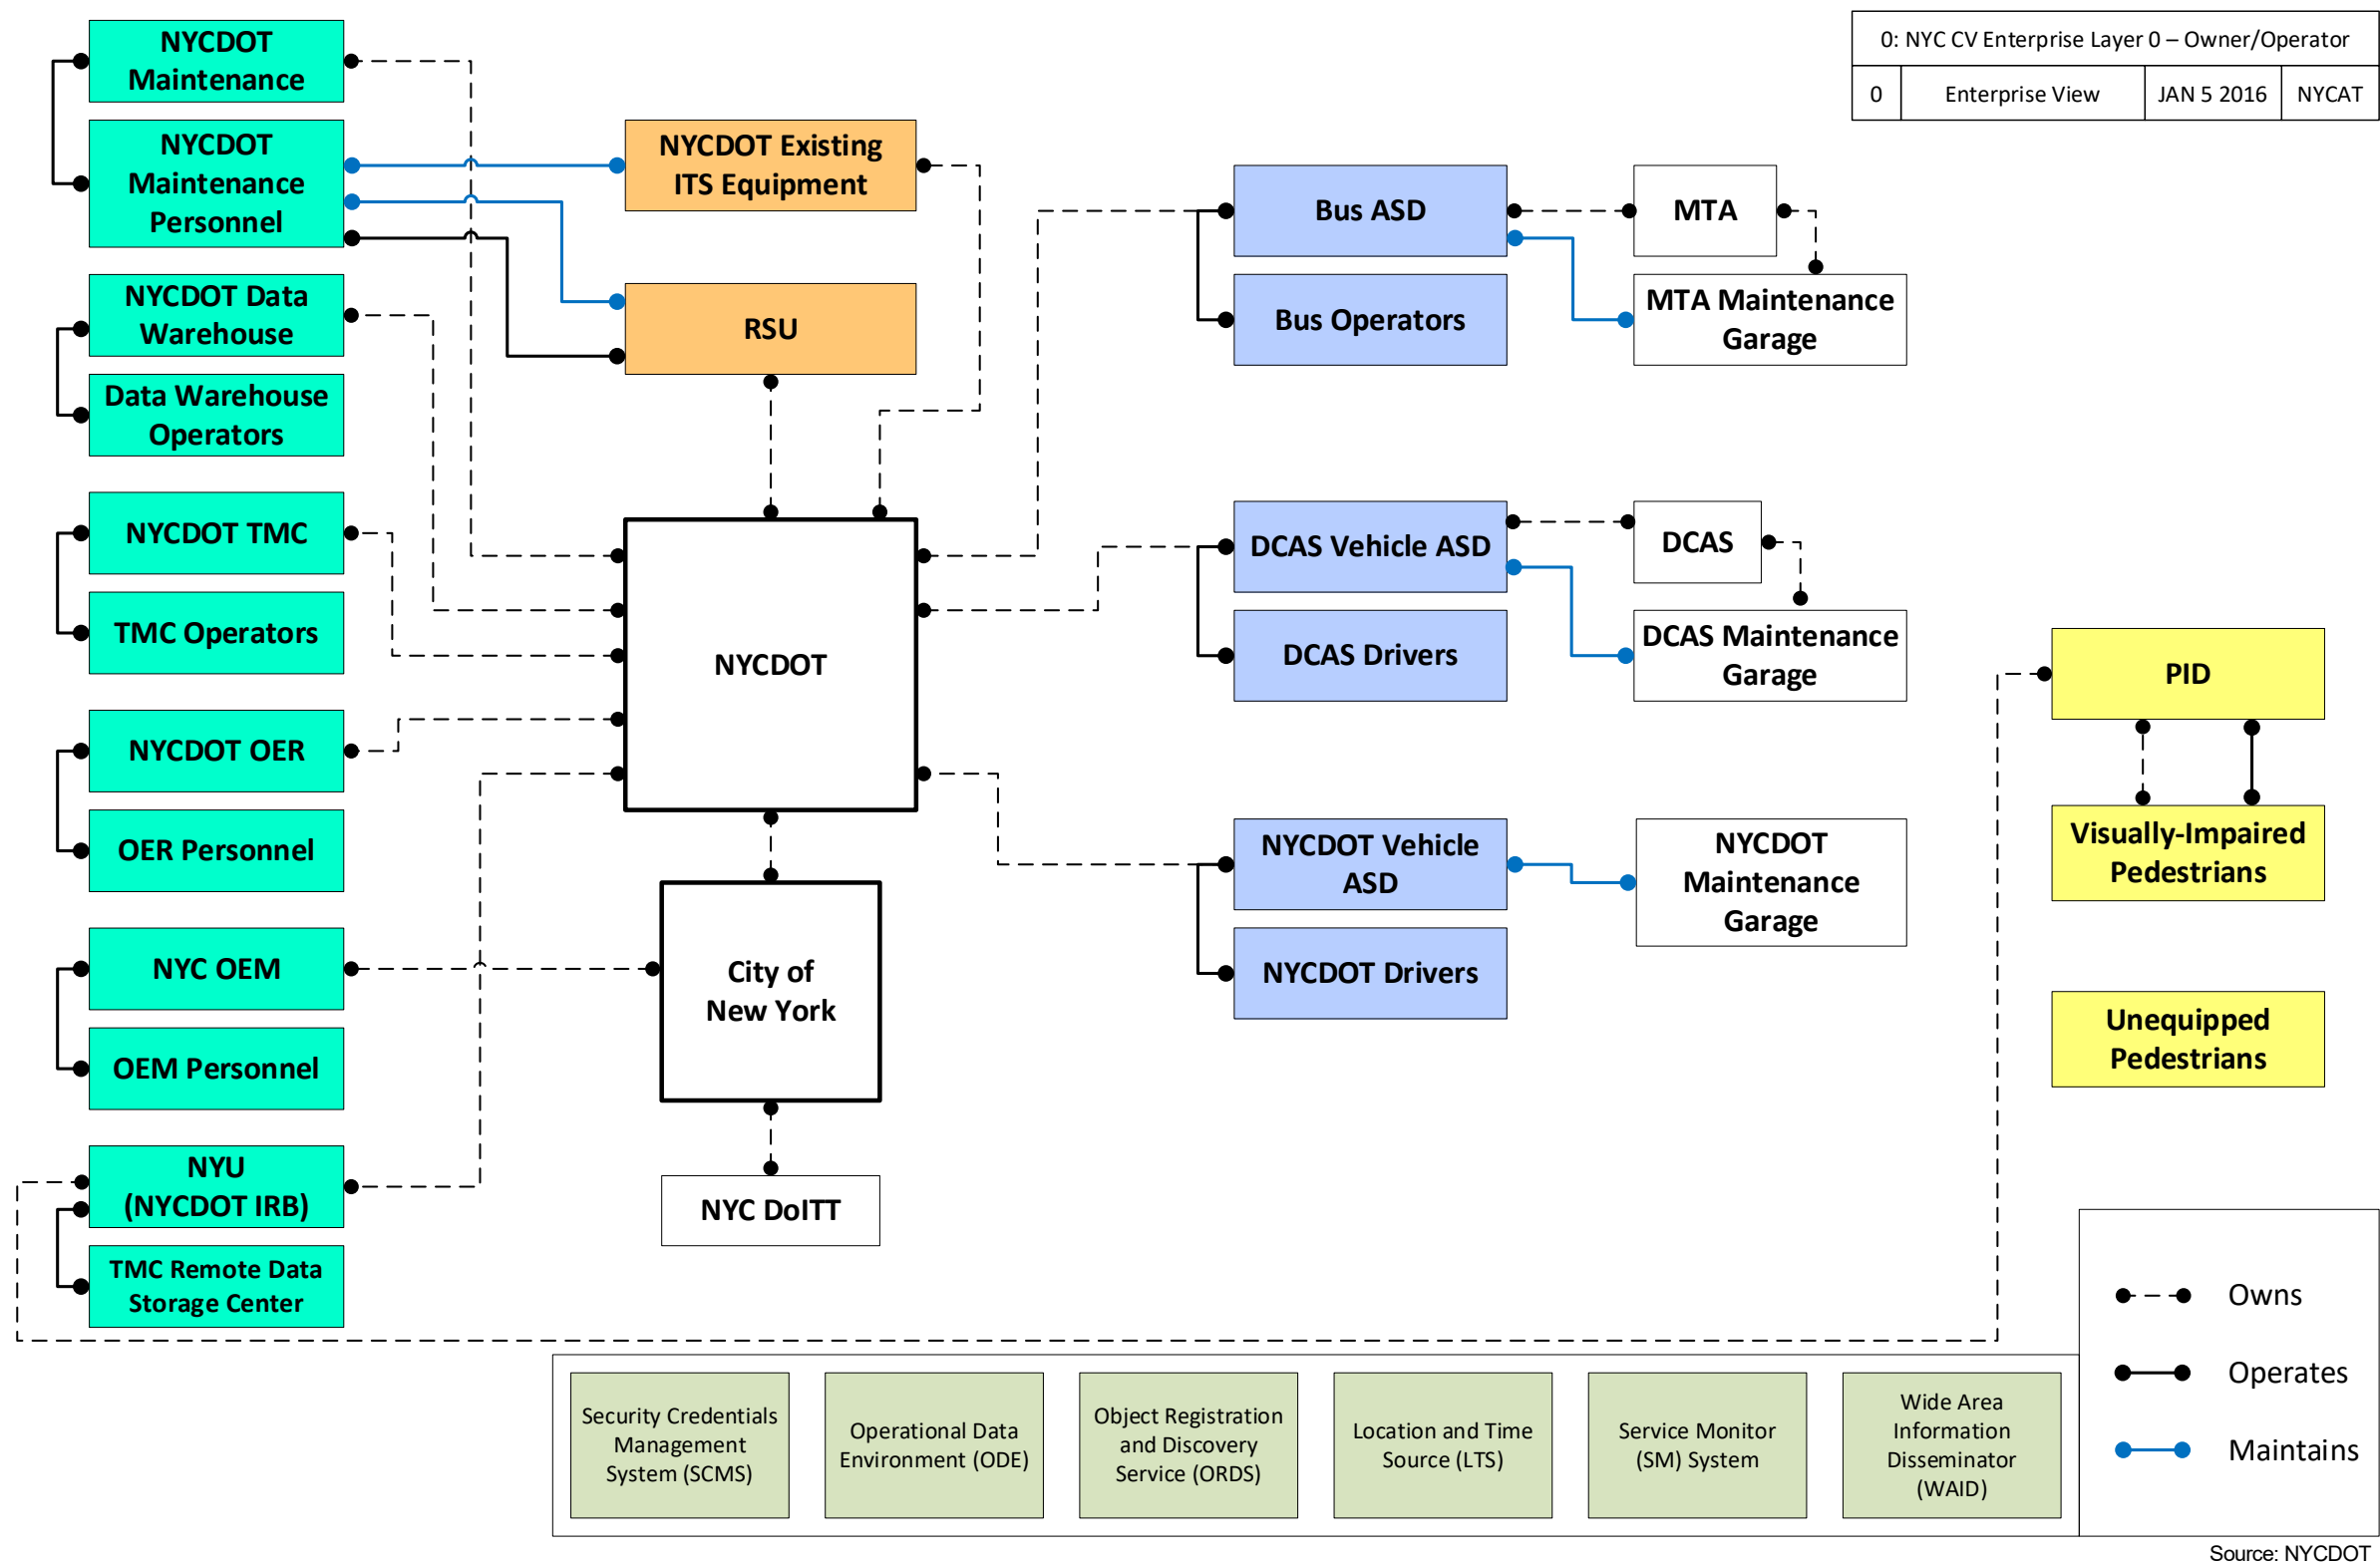 0: NYC CV Enterprise Layer 0 – Owner/Operator
0
Enterprise View
JAN 5 2016
NYCAT
NYCDOT
Maintenance
NYCDOT
Maintenance
Personnel
NYCDOT Data
Warehouse
Data Warehouse
Operators
NYCDOT TMC
TMC Operators
NYCDOT OER
OER Personnel
NYC OEM
OEM Personnel
NYU
(NYCDOT IRB)
TMC Remote Data
Storage Center
NYCDOT Existing
ITS Equipment
RSU
NYCDOT
City of
New York
NYC DoITT
Bus ASD
Bus Operators
MTA
MTA Maintenance
Garage
DCAS Vehicle ASD
DCAS Drivers
DCAS
DCAS Maintenance
Garage
NYCDOT Vehicle
ASD
NYCDOT Drivers
NYCDOT
Maintenance
Garage
PID
Visually-Impaired
Pedestrians
Unequipped
Pedestrians
Owns
Operates
Maintains
Security Credentials
Management
System (SCMS)
Operational Data
Environment (ODE)
Object Registration
and Discovery
Service (ORDS)
Location and Time
Source (LTS)
Service Monitor
(SM) System
Wide Area
Information
Disseminator
(WAID)
Source: NYCDOT